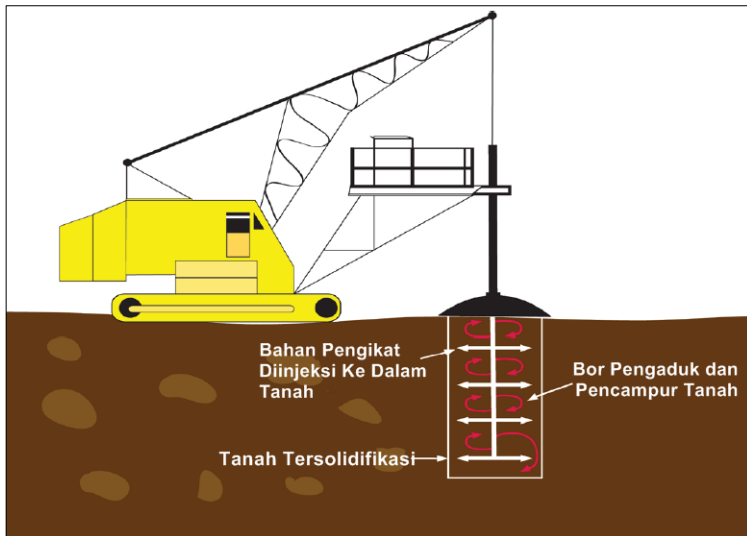 Bahan Pengikat
Diinjeksi Ke Dalam
Tanah
Bor Pengaduk dan
Pencampur Tanah
Tanah Tersolidifikasi